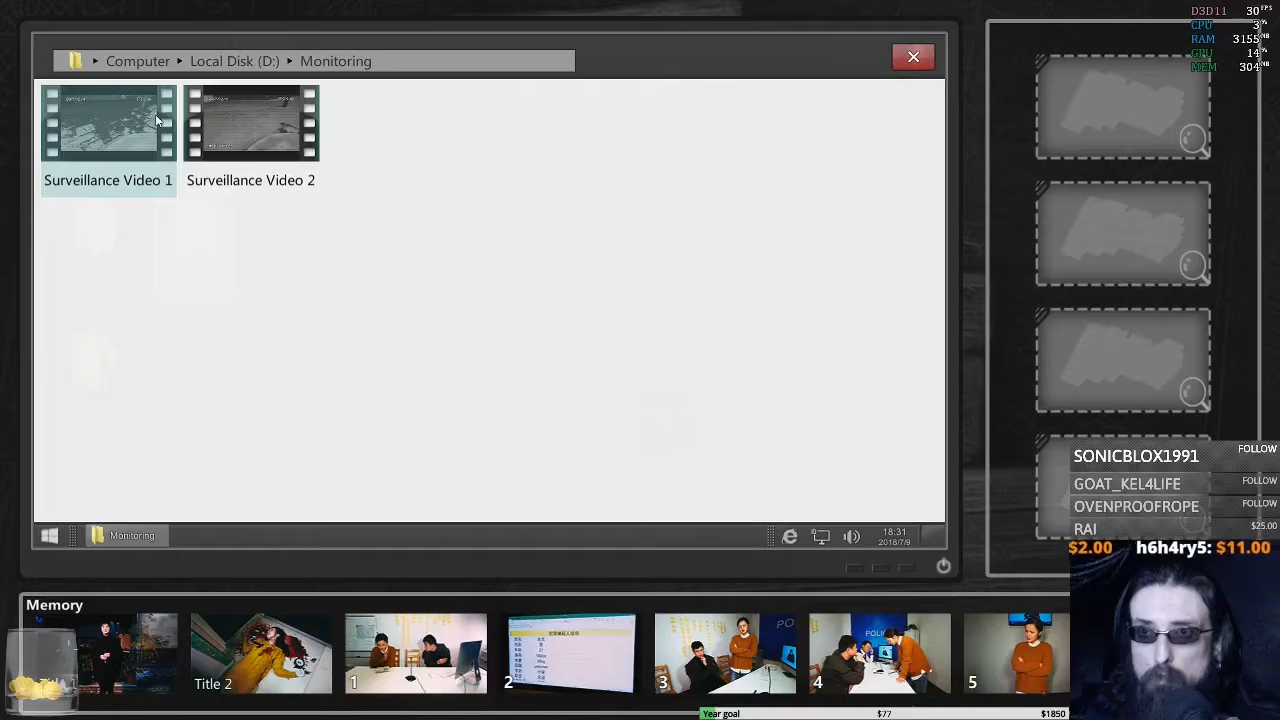 D3D11 30 FPS
CPU 3
RAM 3155
GPU 14
MEM 304
Computer Local Disk (D:) Monitoring
Surveillance Video 1 Surveillance Video 2
Monitoring
18:31
2018/7/9
SONICBLOX1991 FOLLOW
GOAT_KEL4LIFE FOLLOW
OVENPROOFROPE FOLLOW
RAI $25.00
$2.00 h6h4ry5: $11.00
Memory
Title 2
1
2
3
4
5
Year goal $77 $1850